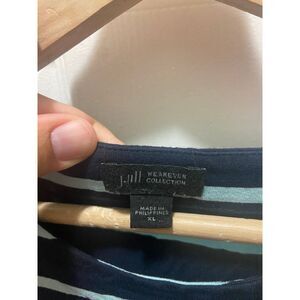 J.Jill WEAREVER
COLLECTION
MADE IN
PHILIPPINES
XL